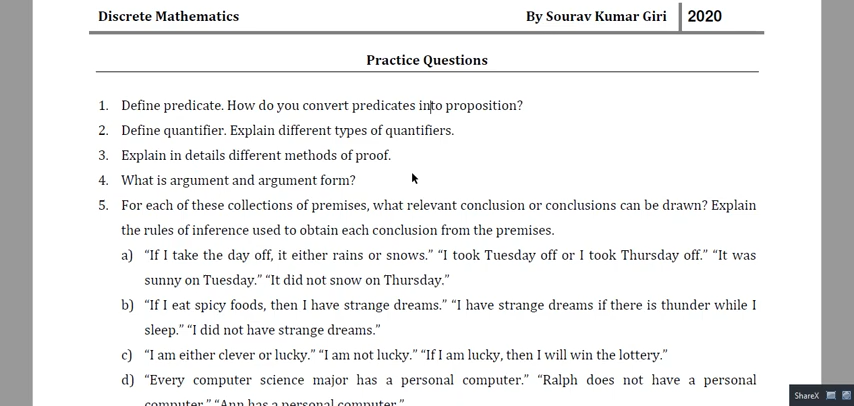 Discrete Mathematics By Sourav Kumar Giri 2020
Practice Questions
1. Define predicate. How do you convert predicates into proposition?
2. Define quantifier. Explain different types of quantifiers.
3. Explain in details different methods of proof.
4. What is argument and argument form?
5. For each of these collections of premises, what relevant conclusion or conclusions can be drawn? Explain
the rules of inference used to obtain each conclusion from the premises.
a) “If I take the day off, it either rains or snows.” “I took Tuesday off or I took Thursday off.” “It was
sunny on Tuesday.” “It did not snow on Thursday.”
b) “If I eat spicy foods, then I have strange dreams.” “I have strange dreams if there is thunder while I
sleep.” “I did not have strange dreams.”
c) “I am either clever or lucky.” “I am not lucky.” “If I am lucky, then I will win the lottery.”
d) “Every computer science major has a personal computer.” “Ralph does not have a personal
computer.” “Ann has a personal computer.”
ShareX